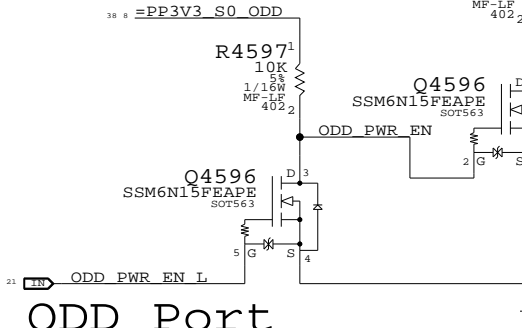 MF-LF
402 2
38 8 =PP3V3_S0_ODD
R4597 1
10K
5%
1/16W
MF-LF
402 2
Q4596
SSM6N15FEAPE
SOT563
D
2 G S
ODD_PWR_EN
Q4596
SSM6N15FEAPE
SOT563
D 3
5 G S 4
21 IN ODD_PWR_EN_L
ODD Port